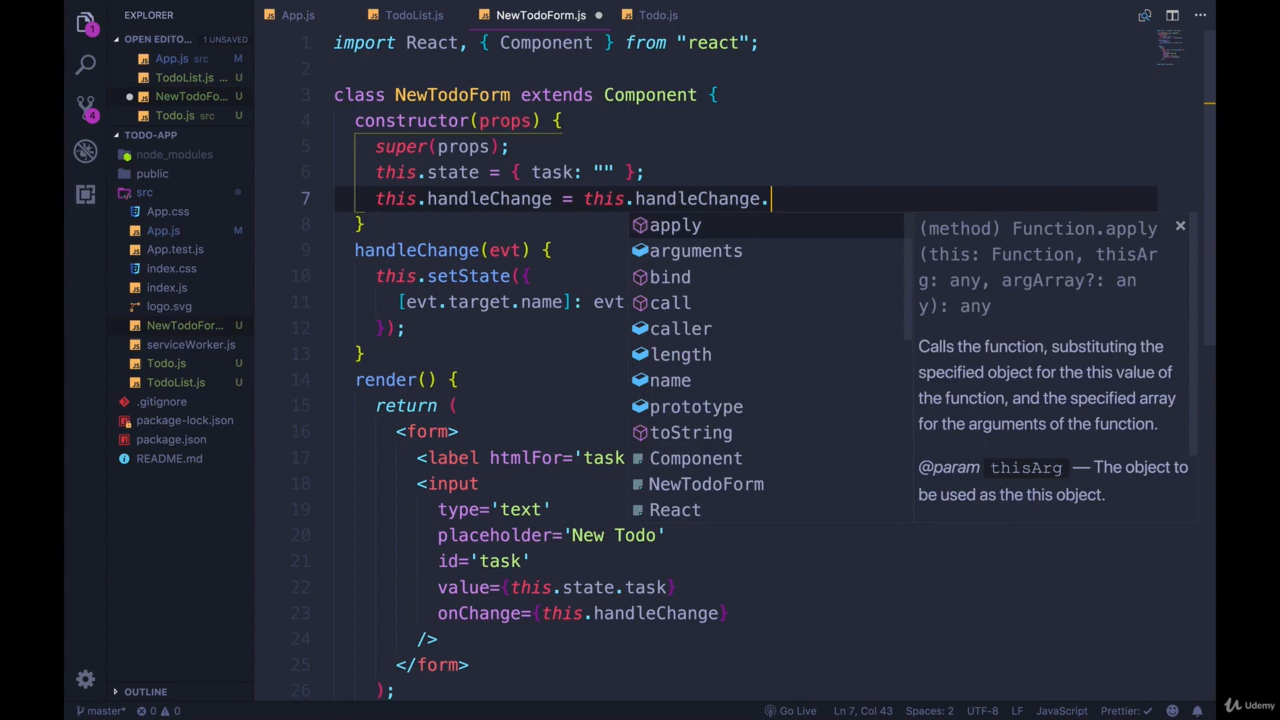 EXPLORER
App.js
TodoList.js
NewTodoForm.js
Todo.js
OPEN EDITO... 1 UNSAVED
App.js src M
TodoList.js ... U
NewTodoFo... U
Todo.js src U
TODO-APP
node_modules
public
src
App.css
App.js M
App.test.js
index.css
index.js
logo.svg
NewTodoFor... U
serviceWorker.js
Todo.js U
TodoList.js U
.gitignore
package-lock.json
package.json
README.md
OUTLINE
1
4
1 import React, { Component } from "react";
2
3 class NewTodoForm extends Component {
4 constructor(props) {
5 super(props);
6 this.state = { task: "" };
7 this.handleChange = this.handleChange.
8 }
9 handleChange(evt) {
10 this.setState({
11 [evt.target.name]: evt
12 });
13 }
14 render() {
15 return (
16 <form>
17 <label htmlFor='task
18 <input
19 type='text'
20 placeholder='New Todo'
21 id='task'
22 value={this.state.task}
23 onChange={this.handleChange}
24 />
25 </form>
26 );
apply
arguments
bind
call
caller
length
name
prototype
toString
Component
NewTodoForm
React
(method) Function.apply
(this: Function, thisAr
g: any, argArray?: an
y): any
Calls the function, substituting the
specified object for the this value of
the function, and the specified array
for the arguments of the function.
@param thisArg — The object to
be used as the this object.
master* 0 0
Go Live Ln 7, Col 43 Spaces: 2 UTF-8 LF JavaScript Prettier: ✓
Udemy